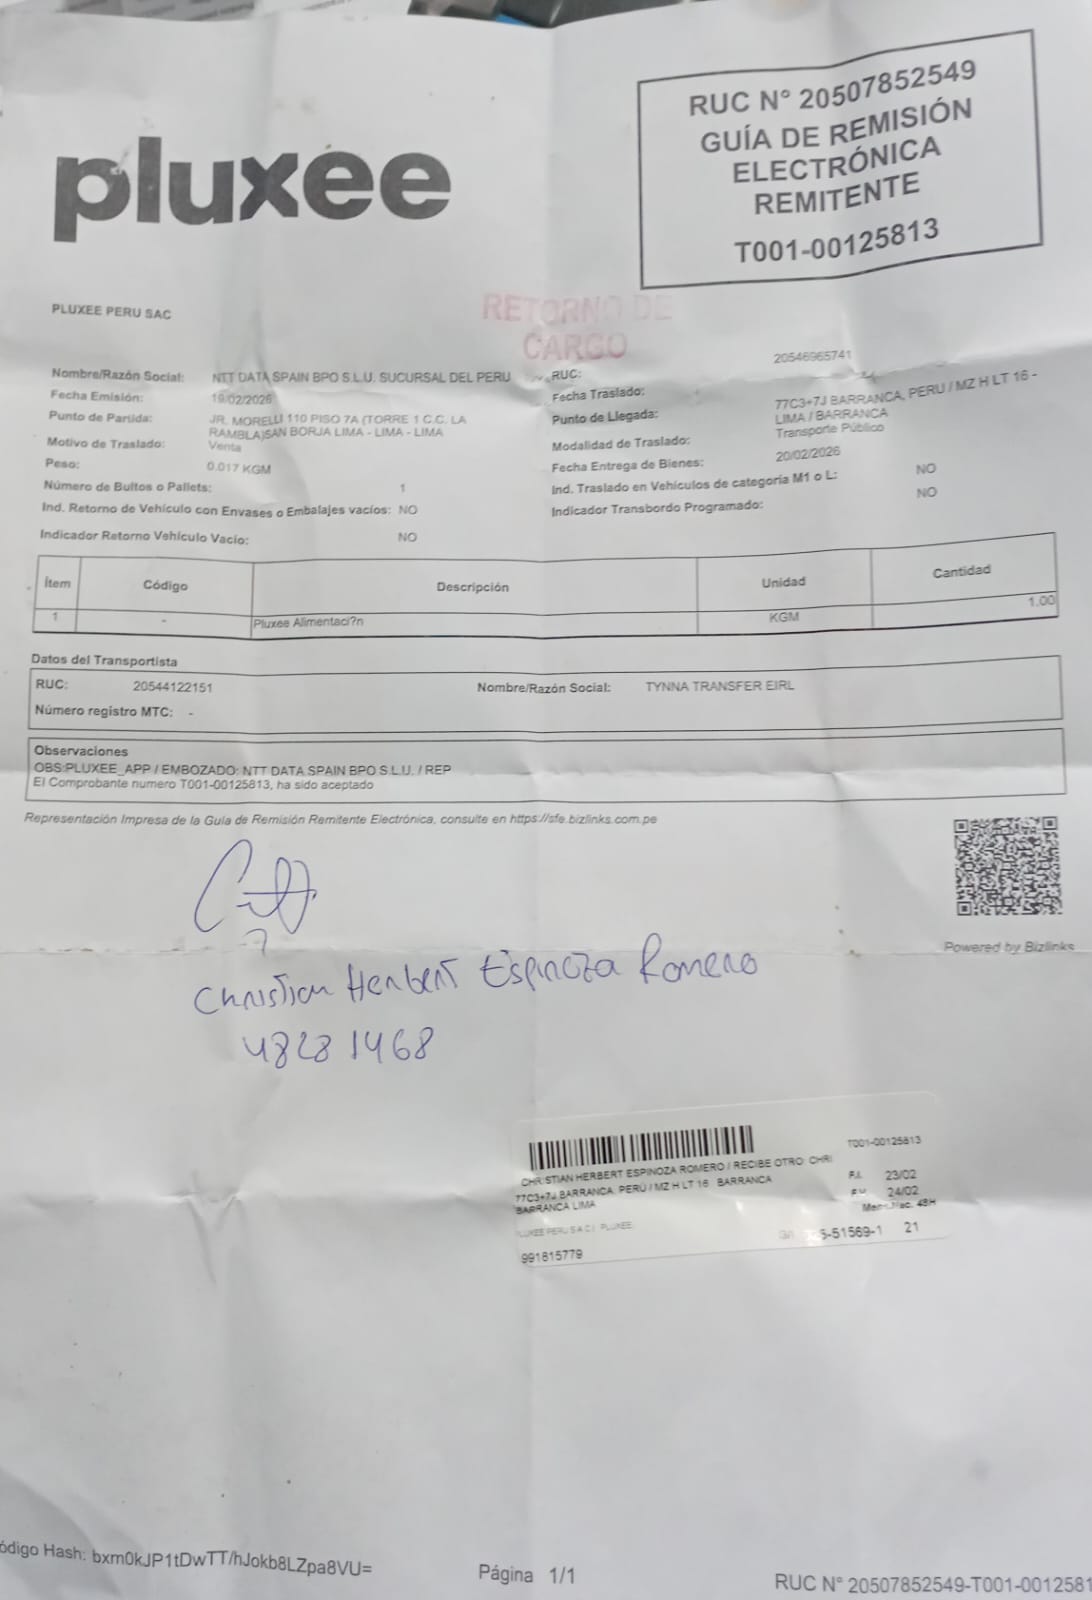 pluxee
RUC N° 20507852549
GUÍA DE REMISIÓN
ELECTRÓNICA
REMITENTE
T001-00125813
PLUXEE PERU SAC
RETORNO DE
CARGO
Nombre/Razón Social: NTT DATA SPAIN BPO S.L.U. SUCURSAL DEL PERU
RUC: 20546965741
Fecha Emisión: 19/02/2026
Fecha Traslado:
Punto de Partida: JR. MORELLI 110 PISO 7A (TORRE 1 C.C. LA
RAMBLA)SAN BORJA LIMA - LIMA - LIMA
Punto de Llegada: 77C3+7J BARRANCA, PERU / MZ H LT 16 -
LIMA / BARRANCA
Motivo de Traslado: Venta
Modalidad de Traslado: Transporte Público
Peso: 0.017 KGM
Fecha Entrega de Bienes: 20/02/2026
Número de Bultos o Pallets: 1
Ind. Traslado en Vehículos de categoria M1 o L: NO
Ind. Retorno de Vehículo con Envases o Embalajes vacíos: NO
Indicador Transbordo Programado: NO
Indicador Retorno Vehículo Vacío: NO
Ítem Código Descripción Unidad Cantidad
1 - Pluxee Alimentaci?n KGM 1.00
Datos del Transportista
RUC: 20544122151 Nombre/Razón Social: TYNNA TRANSFER EIRL
Número registro MTC: -
Observaciones
OBS:PLUXEE_APP / EMBOZADO: NTT DATA SPAIN BPO S.L.U. / REP
El Comprobante numero T001-00125813, ha sido aceptado
Representación Impresa de la Guía de Remisión Remitente Electrónica, consulte en https://sfe.bizlinks.com.pe
Powered by Bizlinks
Christian Herbert Espinoza Romero
48281468
T001-00125813
CHRISTIAN HERBERT ESPINOZA ROMERO / RECIBE OTRO: CHRI
77C3+7J BARRANCA, PERÚ / MZ H LT 16 BARRANCA
BARRANCA LIMA
F.I. 23/02
F.V. 24/02
Mens.Nac. 48H
PLUXEE PERU S A C | PLUXEE
-51569-1 21
991815779
ódigo Hash: bxm0kJP1tDwTT/hJokb8LZpa8VU=
Página 1/1
RUC N° 20507852549-T001-0012581